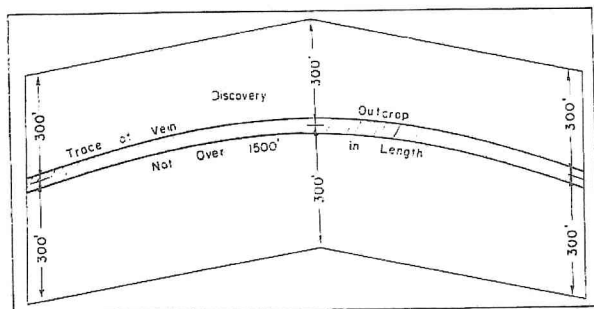 300'
Discovery
300'
Outcrop
300'
Trace of Vein
Not Over 1500' in Length
300'
300'
300'